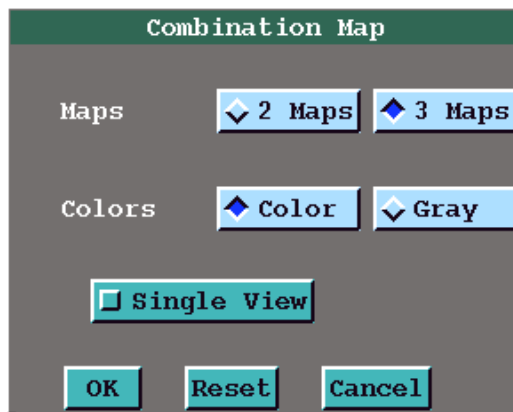 Combination Map
Maps 2 Maps 3 Maps
Colors Color Gray
Single View
OK Reset Cancel